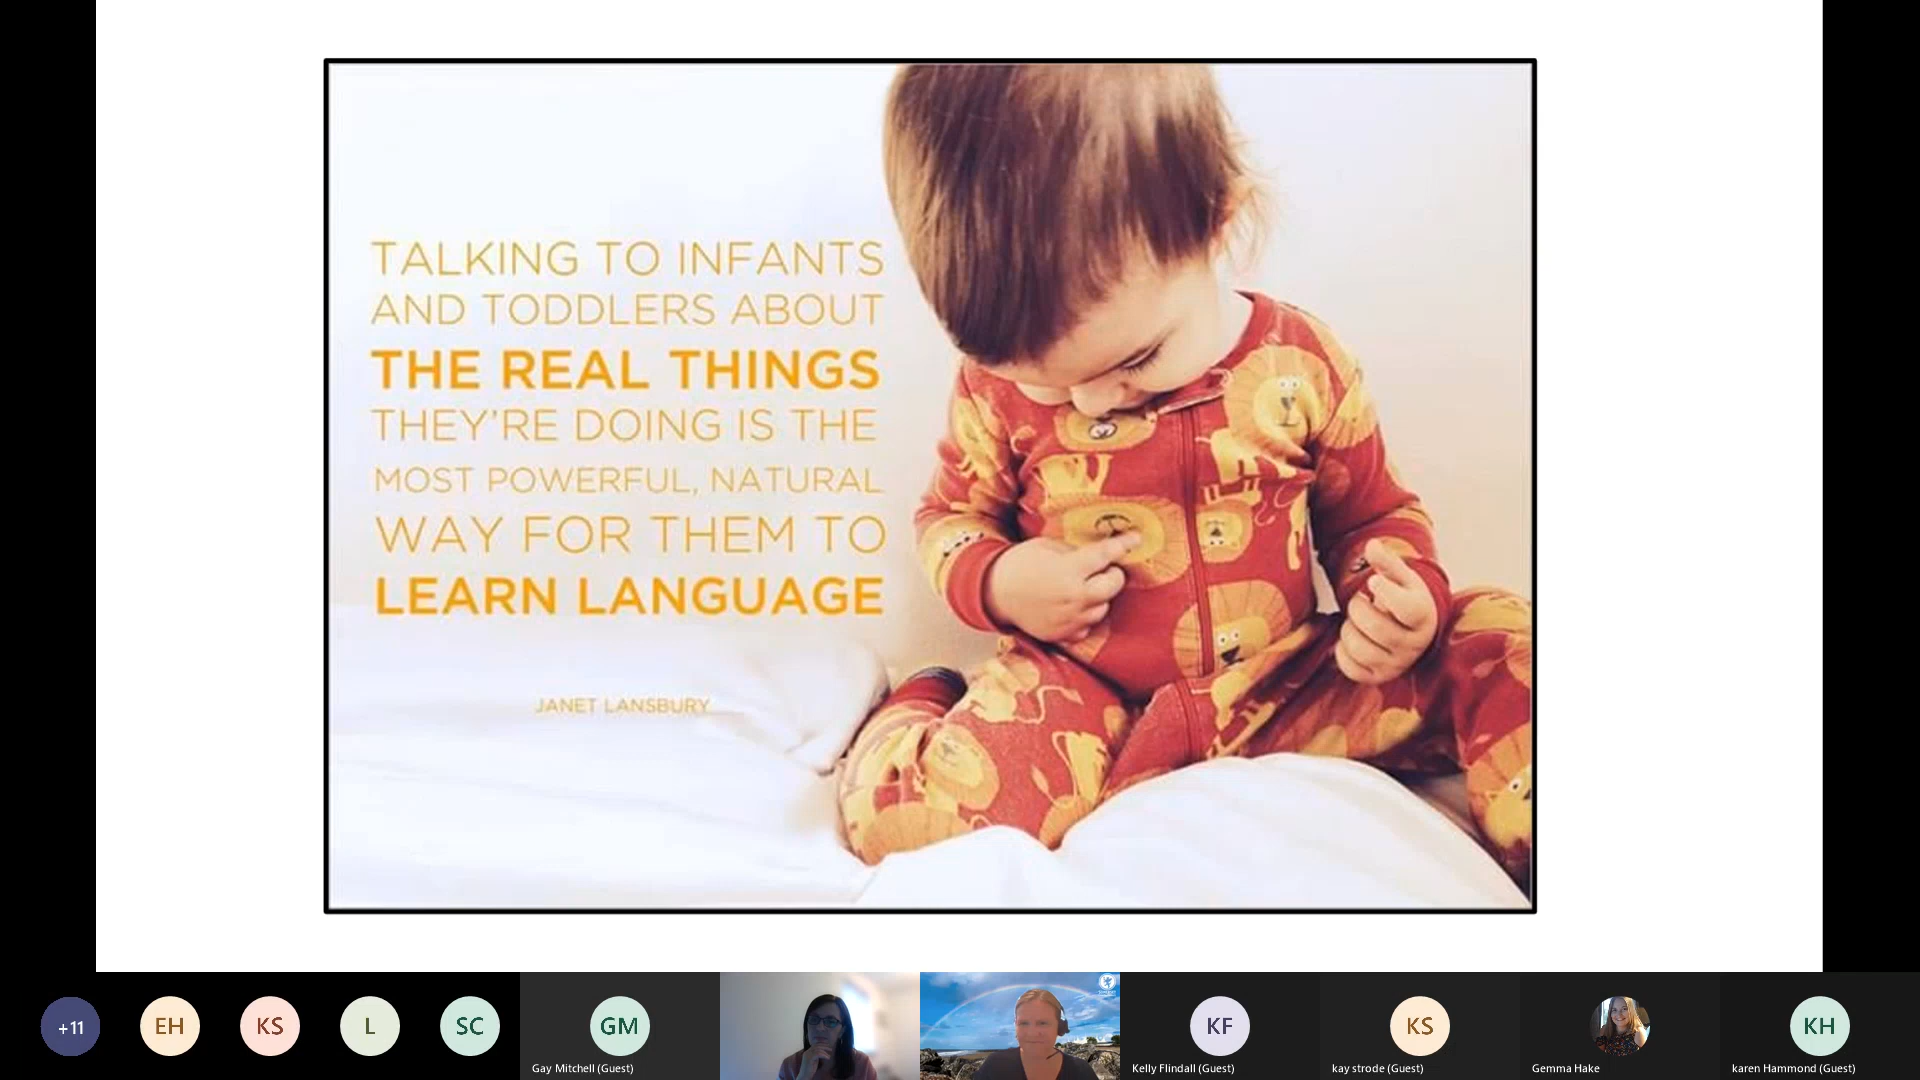 TALKING TO INFANTS
AND TODDLERS ABOUT
THE REAL THINGS
THEY'RE DOING IS THE
MOST POWERFUL, NATURAL
WAY FOR THEM TO
LEARN LANGUAGE
JANET LANSBURY
+11
EH
KS
L
SC
GM
KF
KS
KH
Gay Mitchell (Guest)
Kelly Flindall (Guest)
kay strode (Guest)
Gemma Hake
karen Hammond (Guest)